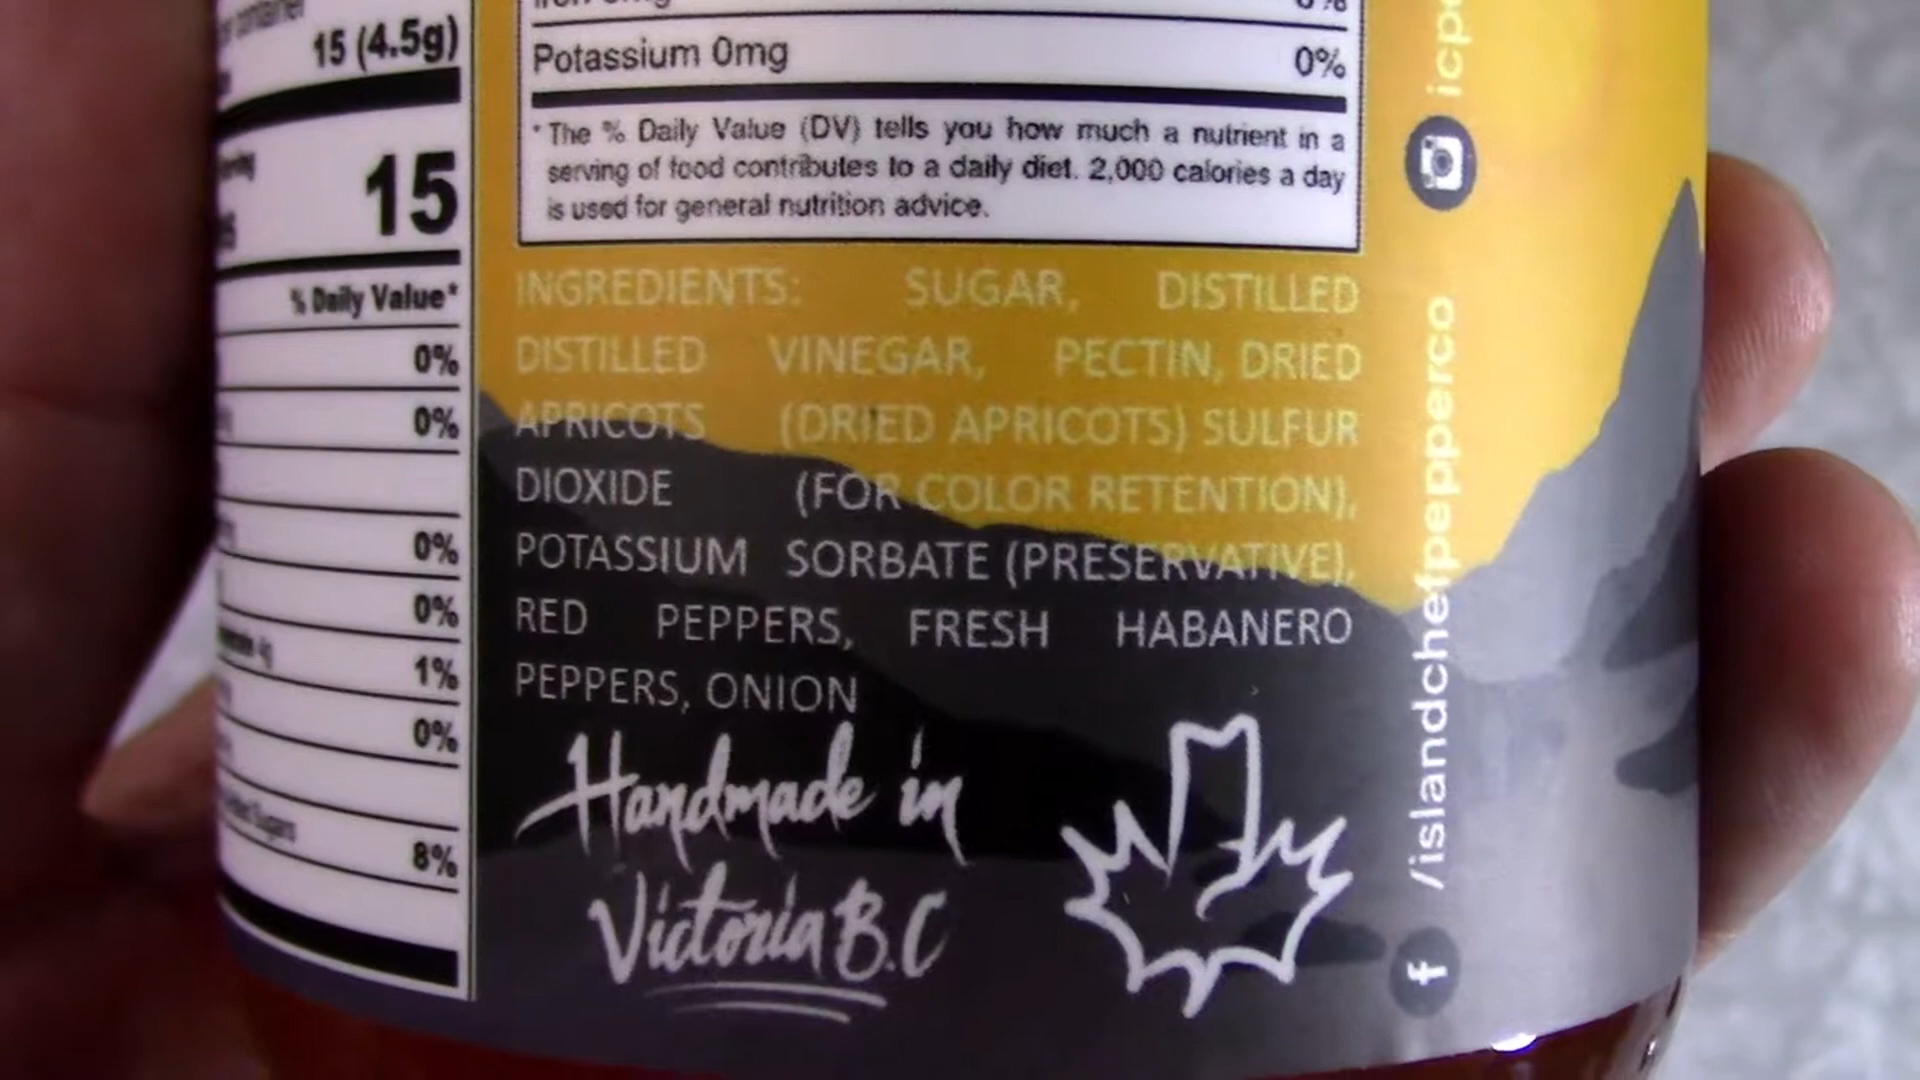 container
15 (4.5g)
15
% Daily Value*
0%
0%
0%
0%
1%
0%
Sugars
8%
Potassium 0mg 0%
* The % Daily Value (DV) tells you how much a nutrient in a
serving of food contributes to a daily diet. 2,000 calories a day
is used for general nutrition advice.
INGREDIENTS: SUGAR, DISTILLED
DISTILLED VINEGAR, PECTIN, DRIED
APRICOTS (DRIED APRICOTS) SULFUR
DIOXIDE (FOR COLOR RETENTION),
POTASSIUM SORBATE (PRESERVATIVE),
RED PEPPERS, FRESH HABANERO
PEPPERS, ONION
Handmade in
Victoria B.C
f /islandchefpepperco
icpe